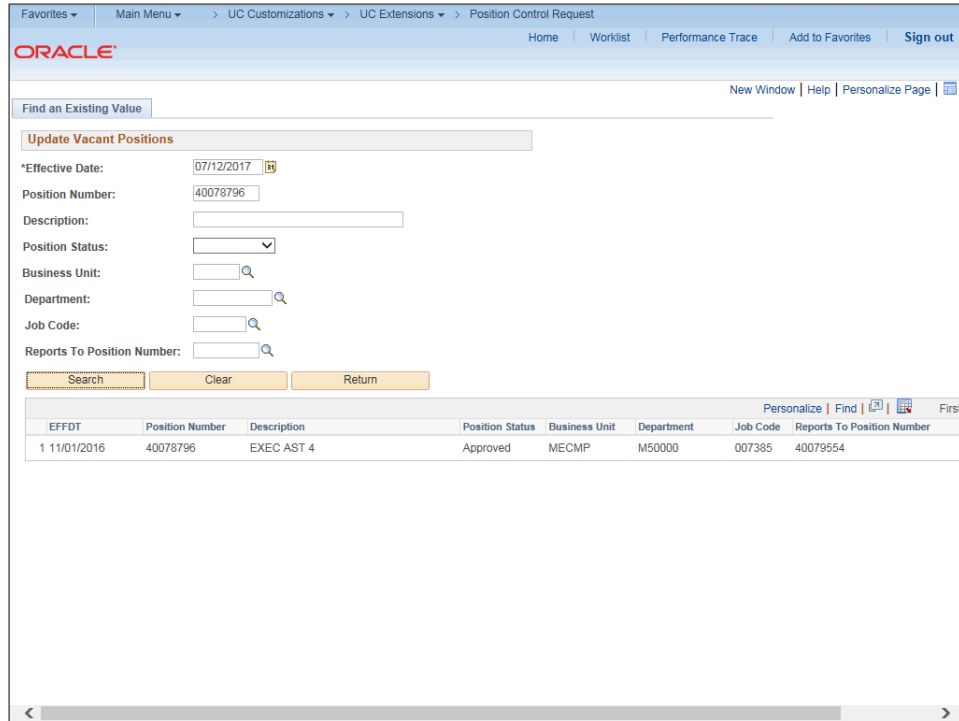 Favorites Main Menu > UC Customizations > UC Extensions > Position Control Request
Home Worklist Performance Trace Add to Favorites Sign out
ORACLE
New Window | Help | Personalize Page |
Find an Existing Value
Update Vacant Positions
*Effective Date: 07/12/2017
Position Number: 40078796
Description:
Position Status:
Business Unit:
Department:
Job Code:
Reports To Position Number:
Search Clear Return
Personalize | Find | | First
EFFDT Position Number Description Position Status Business Unit Department Job Code Reports To Position Number
1 11/01/2016 40078796 EXEC AST 4 Approved MECMP M50000 007385 40079554